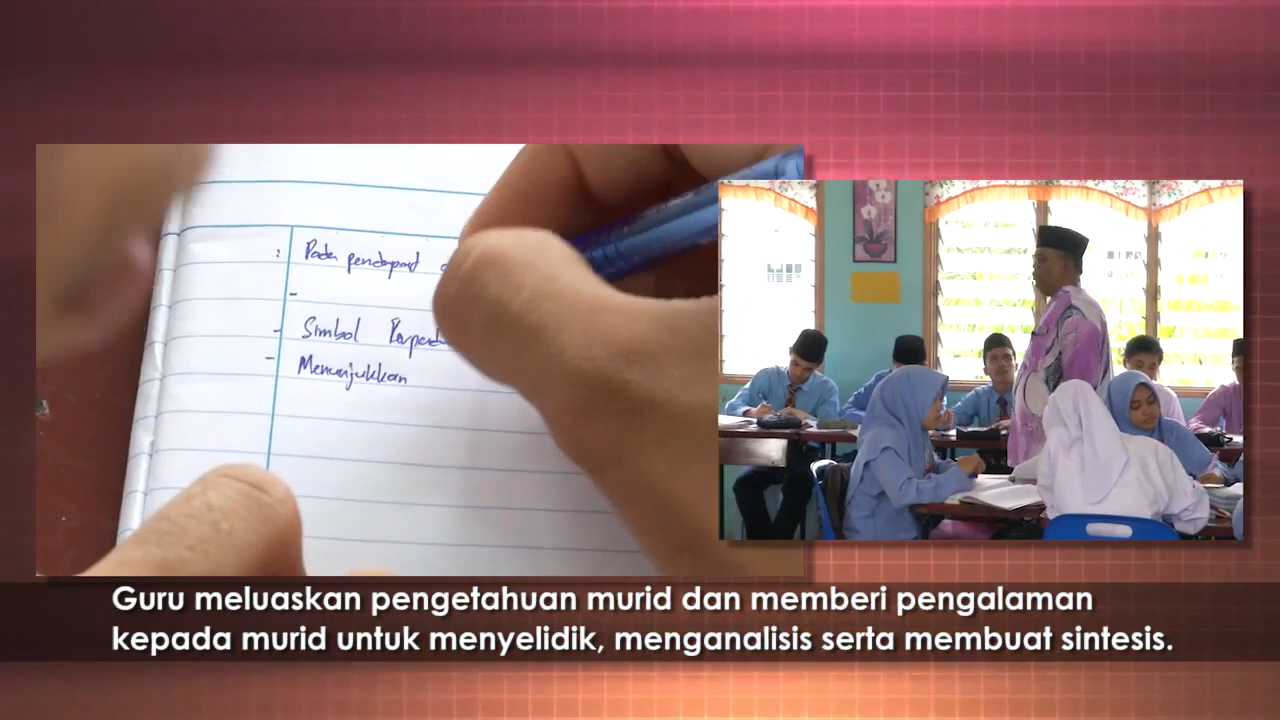 Pada pendapat
Simbol
Menunjukkan
Guru meluaskan pengetahuan murid dan memberi pengalaman
kepada murid untuk menyelidik, menganalisis serta membuat sintesis.